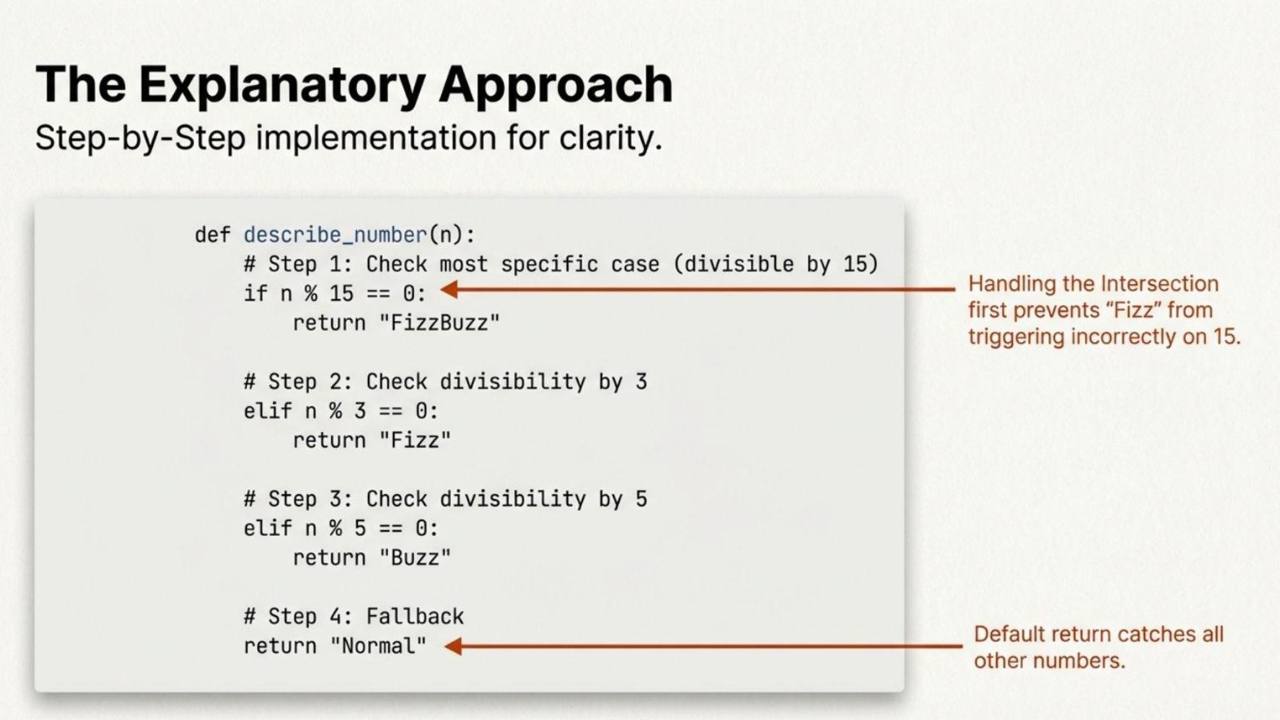 The Explanatory Approach
Step-by-Step implementation for clarity.
def describe_number(n):
    # Step 1: Check most specific case (divisible by 15)
    if n % 15 == 0:
        return "FizzBuzz"
    # Step 2: Check divisibility by 3
    elif n % 3 == 0:
        return "Fizz"
    # Step 3: Check divisibility by 5
    elif n % 5 == 0:
        return "Buzz"
    # Step 4: Fallback
    return "Normal"
Handling the Intersection
first prevents “Fizz” from
triggering incorrectly on 15.
Default return catches all
other numbers.